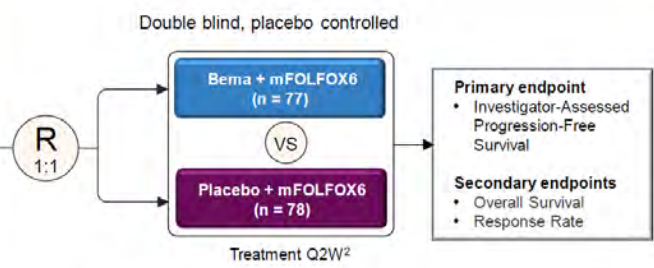 Double blind, placebo controlled
R
1:1
Bema + mFOLFOX6
(n = 77)
VS
Placebo + mFOLFOX6
(n = 78)
Treatment Q2W²
Primary endpoint
• Investigator-Assessed
Progression-Free
Survival
Secondary endpoints
• Overall Survival
• Response Rate